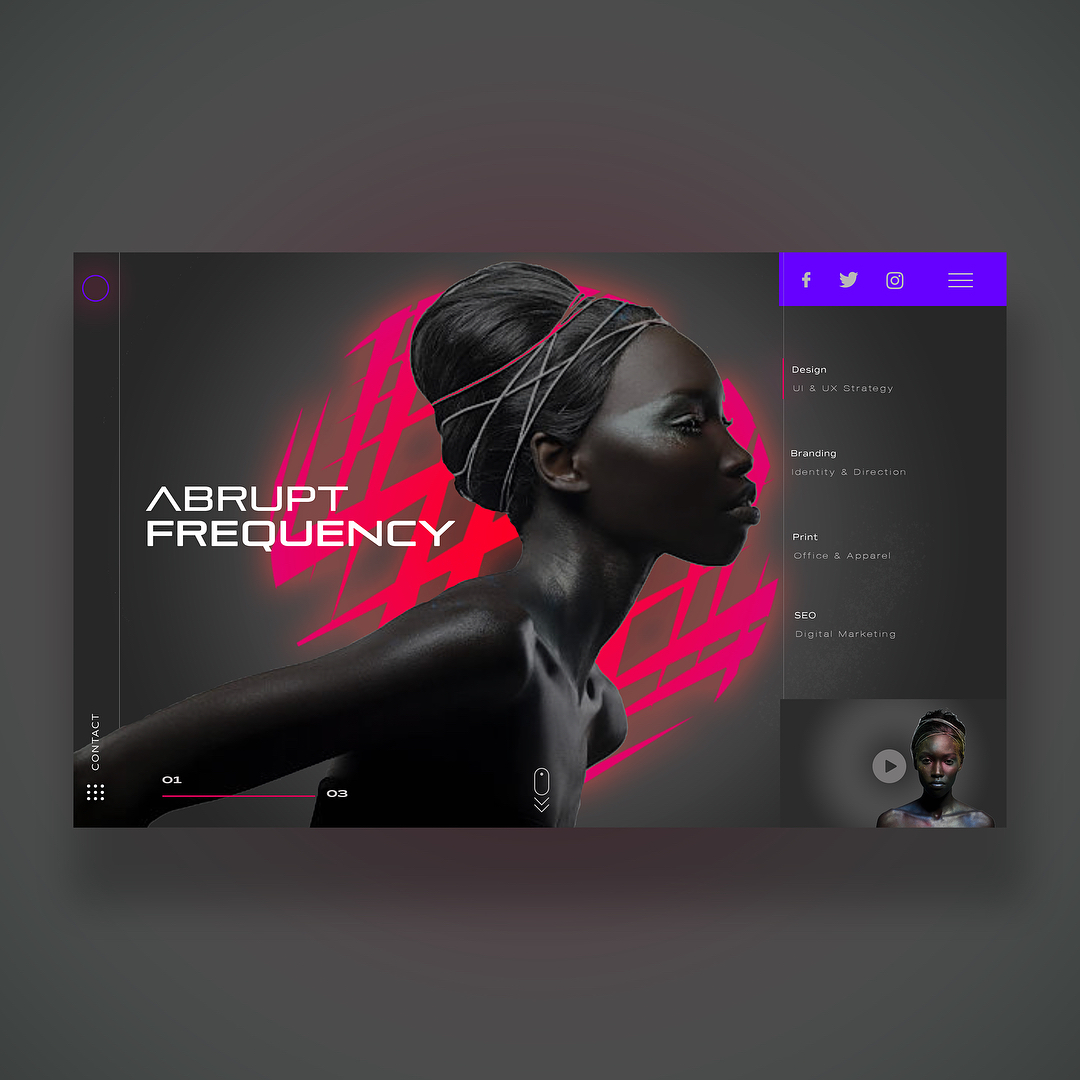 ABRUPT
FREQUENCY
Design
UI & UX Strategy
Branding
Identity & Direction
Print
Office & Apparel
SEO
Digital Marketing
CONTACT
01
03